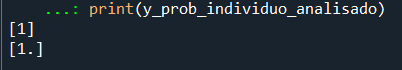 ...: print(y_prob_individuo_analisado)
[1]
[1.]